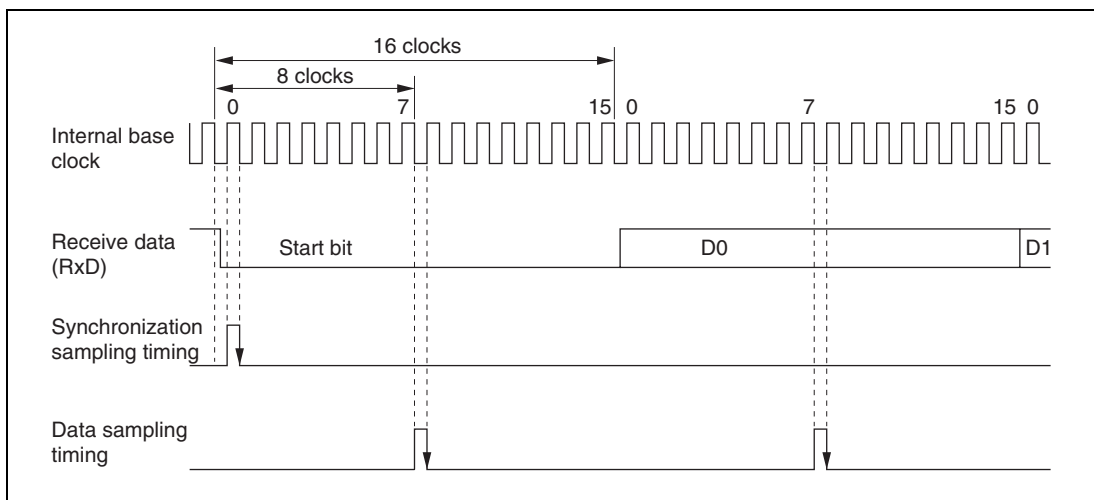 16 clocks
8 clocks
0 7 15 0 7 15 0
Internal base
clock
Receive data
(RxD)
Start bit D0 D1
Synchronization
sampling timing
Data sampling
timing